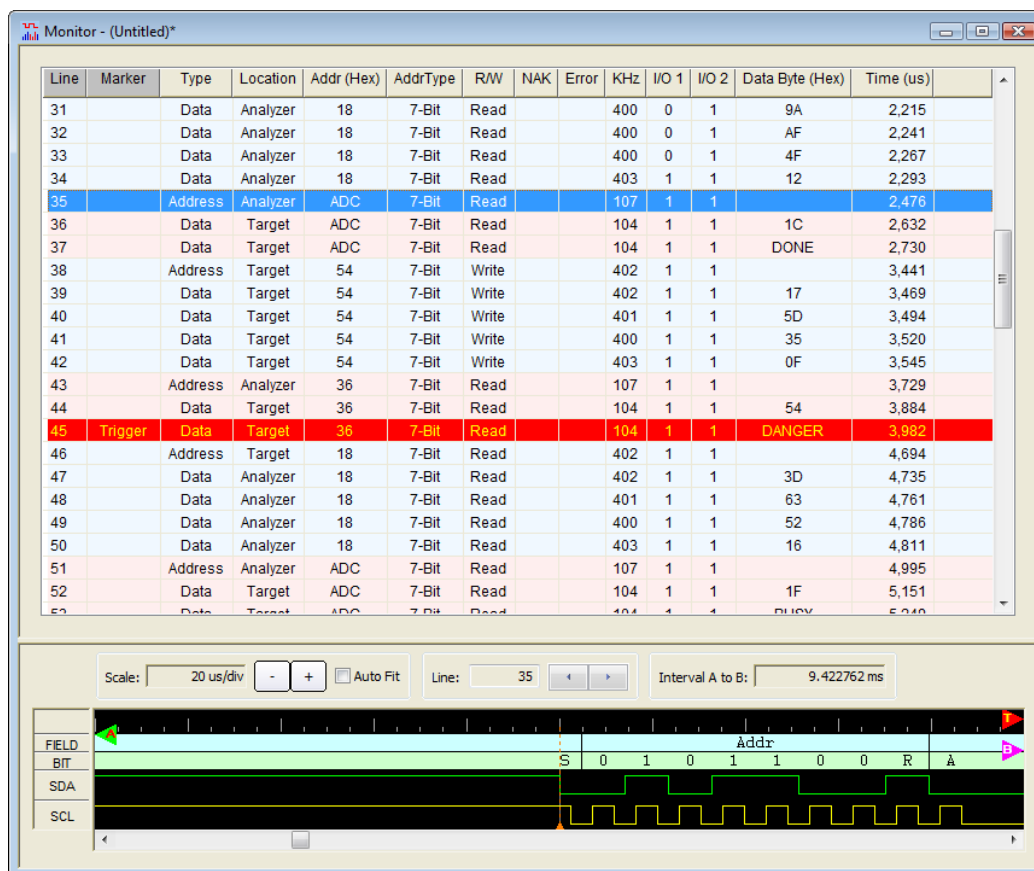 Monitor - (Untitled)*
Line Marker Type Location Addr (Hex) AddrType R/W NAK Error KHz I/O 1 I/O 2 Data Byte (Hex) Time (us)
31 Data Analyzer 18 7-Bit Read 400 0 1 9A 2,215
32 Data Analyzer 18 7-Bit Read 400 0 1 AF 2,241
33 Data Analyzer 18 7-Bit Read 400 0 1 4F 2,267
34 Data Analyzer 18 7-Bit Read 403 1 1 12 2,293
35 Address Analyzer ADC 7-Bit Read 107 1 1 2,476
36 Data Target ADC 7-Bit Read 104 1 1 1C 2,632
37 Data Target ADC 7-Bit Read 104 1 1 DONE 2,730
38 Address Target 54 7-Bit Write 402 1 1 3,441
39 Data Target 54 7-Bit Write 402 1 1 17 3,469
40 Data Target 54 7-Bit Write 401 1 1 5D 3,494
41 Data Target 54 7-Bit Write 400 1 1 35 3,520
42 Data Target 54 7-Bit Write 403 1 1 0F 3,545
43 Address Analyzer 36 7-Bit Read 107 1 1 3,729
44 Data Target 36 7-Bit Read 104 1 1 54 3,884
45 Trigger Data Target 36 7-Bit Read 104 1 1 DANGER 3,982
46 Address Target 18 7-Bit Read 402 1 1 4,694
47 Data Analyzer 18 7-Bit Read 402 1 1 3D 4,735
48 Data Analyzer 18 7-Bit Read 401 1 1 63 4,761
49 Data Analyzer 18 7-Bit Read 400 1 1 52 4,786
50 Data Analyzer 18 7-Bit Read 403 1 1 16 4,811
51 Address Analyzer ADC 7-Bit Read 107 1 1 4,995
52 Data Target ADC 7-Bit Read 104 1 1 1F 5,151
Scale: 20 us/div - + Auto Fit Line: 35 Interval A to B: 9.422762 ms
A T
FIELD Addr B
BIT S 0 1 0 1 1 0 0 R A
SDA
SCL